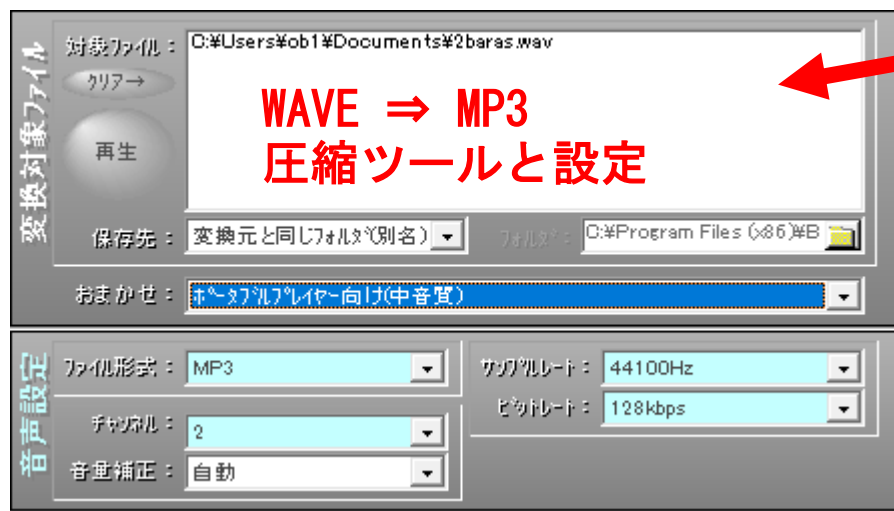 変換対象ファイル
対象ファイル：
C:¥Users¥ob1¥Documents¥2baras.wav
クリア→
再生
WAVE ⇒ MP3
圧縮ツールと設定
保存先：
変換元と同じフォルダ(別名)
フォルダ：
C:¥Program Files (x86)¥B
おまかせ：
ポータブルプレイヤー向け(中音質)
音声設定
ファイル形式：
MP3
サンプルレート：
44100Hz
チャンネル：
2
ビットレート：
128kbps
音量補正：
自動